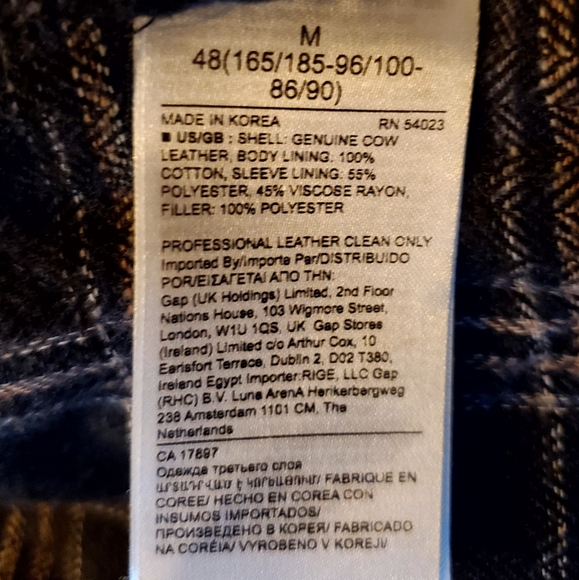 M
48(165/185-96/100-
86/90)
MADE IN KOREA RN 54023
■ US/GB : SHELL: GENUINE COW
LEATHER, BODY LINING: 100%
COTTON, SLEEVE LINING: 55%
POLYESTER, 45% VISCOSE RAYON,
FILLER: 100% POLYESTER
PROFESSIONAL LEATHER CLEAN ONLY
Imported By/Importe Par/DISTRIBUIDO
POR/ΕΙΣΑΓΕΤΑΙ ΑΠΟ ΤΗΝ:
Gap (UK Holdings) Limited, 2nd Floor
Nations House, 103 Wigmore Street,
London, W1U 1QS, UK Gap Stores
(Ireland) Limited c/o Arthur Cox, 10
Earlsfort Terrace, Dublin 2, D02 T380,
Ireland Egypt Importer:RIGE, LLC Gap
(RHC) B.V. Luna ArenA Herikerbergweg
238 Amsterdam 1101 CM, The
Netherlands
CA 17897
Одежда третьего слоя
Է FABRIQUE EN
COREE/ HECHO EN COREA CON
INSUMOS IMPORTADOS/
ПРОИЗВЕДЕНО В КОРЕЯ/ FABRICADO
NA CORÉIA/ VYROBENO V KOREJI/